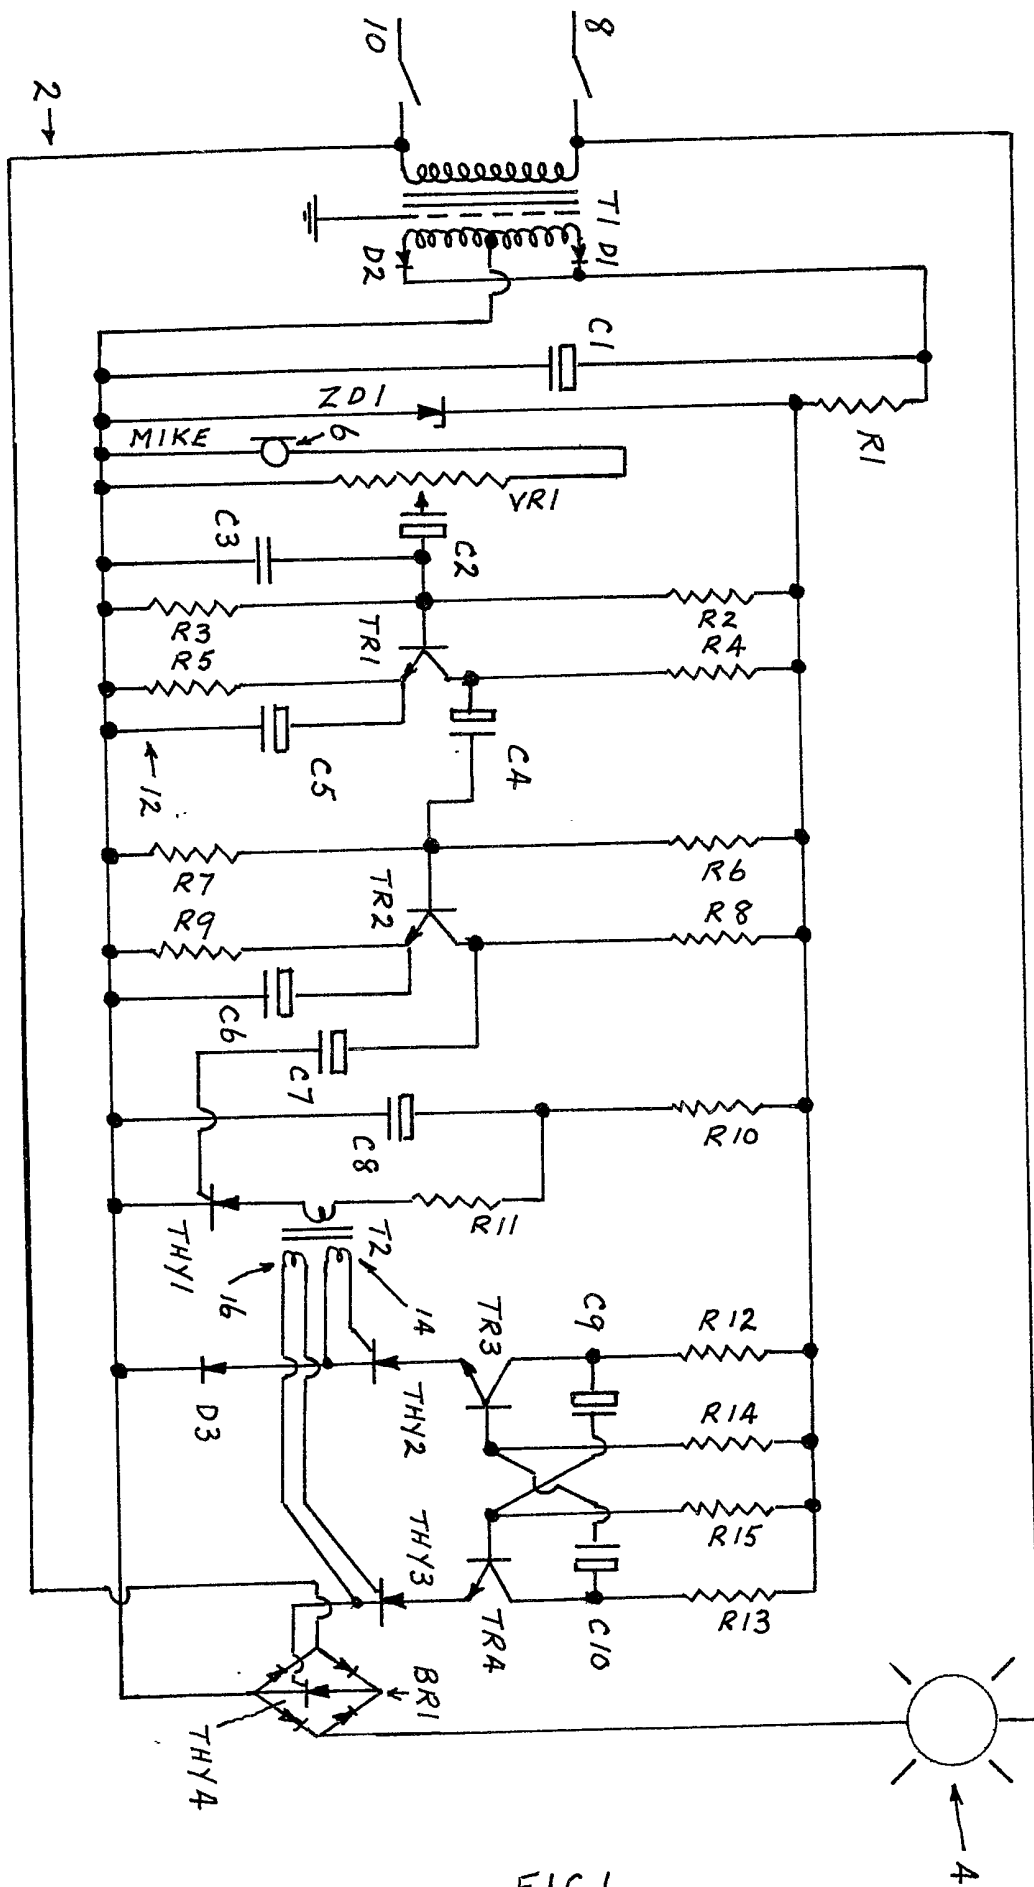 8
10
2
T1
D1
D2
C1
R1
ZD1
MIKE
6
VR1
C2
C3
R2
R3
TR1
R4
R5
C4
C5
12
R6
R7
TR2
R8
R9
C6
C7
R10
C8
R11
T2
THY1
14
16
R12
C9
TR3
THY2
D3
R14
R15
THY3
TR4
C10
R13
BR1
THY4
4
FIG.1